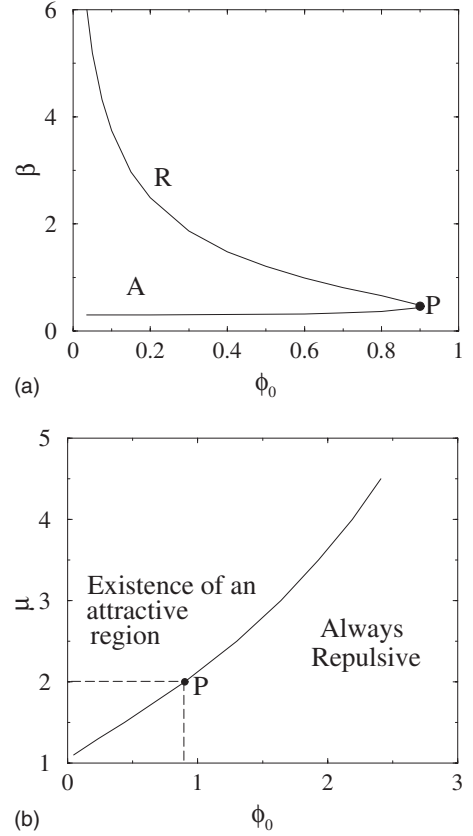 6
4
β
R
2
A
P
0
0 0.2 0.4 0.6 0.8 1
(a) ϕ₀
5
4
Existence of an
attractive
region
μ
3
Always
Repulsive
2
P
1
0 1 2 3
(b) ϕ₀